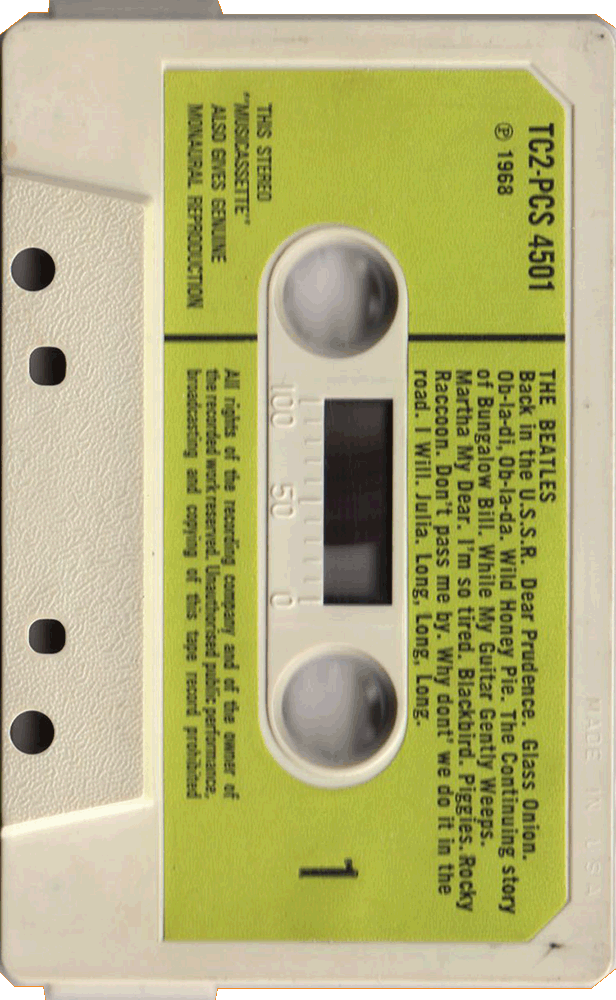 TC2-PCS 4501
℗ 1968
THIS STEREO
"MUSICASSETTE"
ALSO GIVES GENUINE
MONAURAL REPRODUCTION
THE BEATLES
Back in the U.S.S.R. Dear Prudence. Glass Onion.
Ob-la-di, Ob-la-da. Wild Honey Pie. The Continuing story
of Bungalow Bill. While My Guitar Gently Weeps.
Martha My Dear. I'm so tired. Blackbird. Piggies. Rocky
Raccoon. Don't pass me by. Why dont' we do it in the
road. I Will. Julia. Long, Long, Long.
100 50 0
All rights of the recording company and of the owner of
the recorded work reserved. Unauthorised public performance,
broadcasting and copying of this tape record prohibited
1
MADE IN U S A